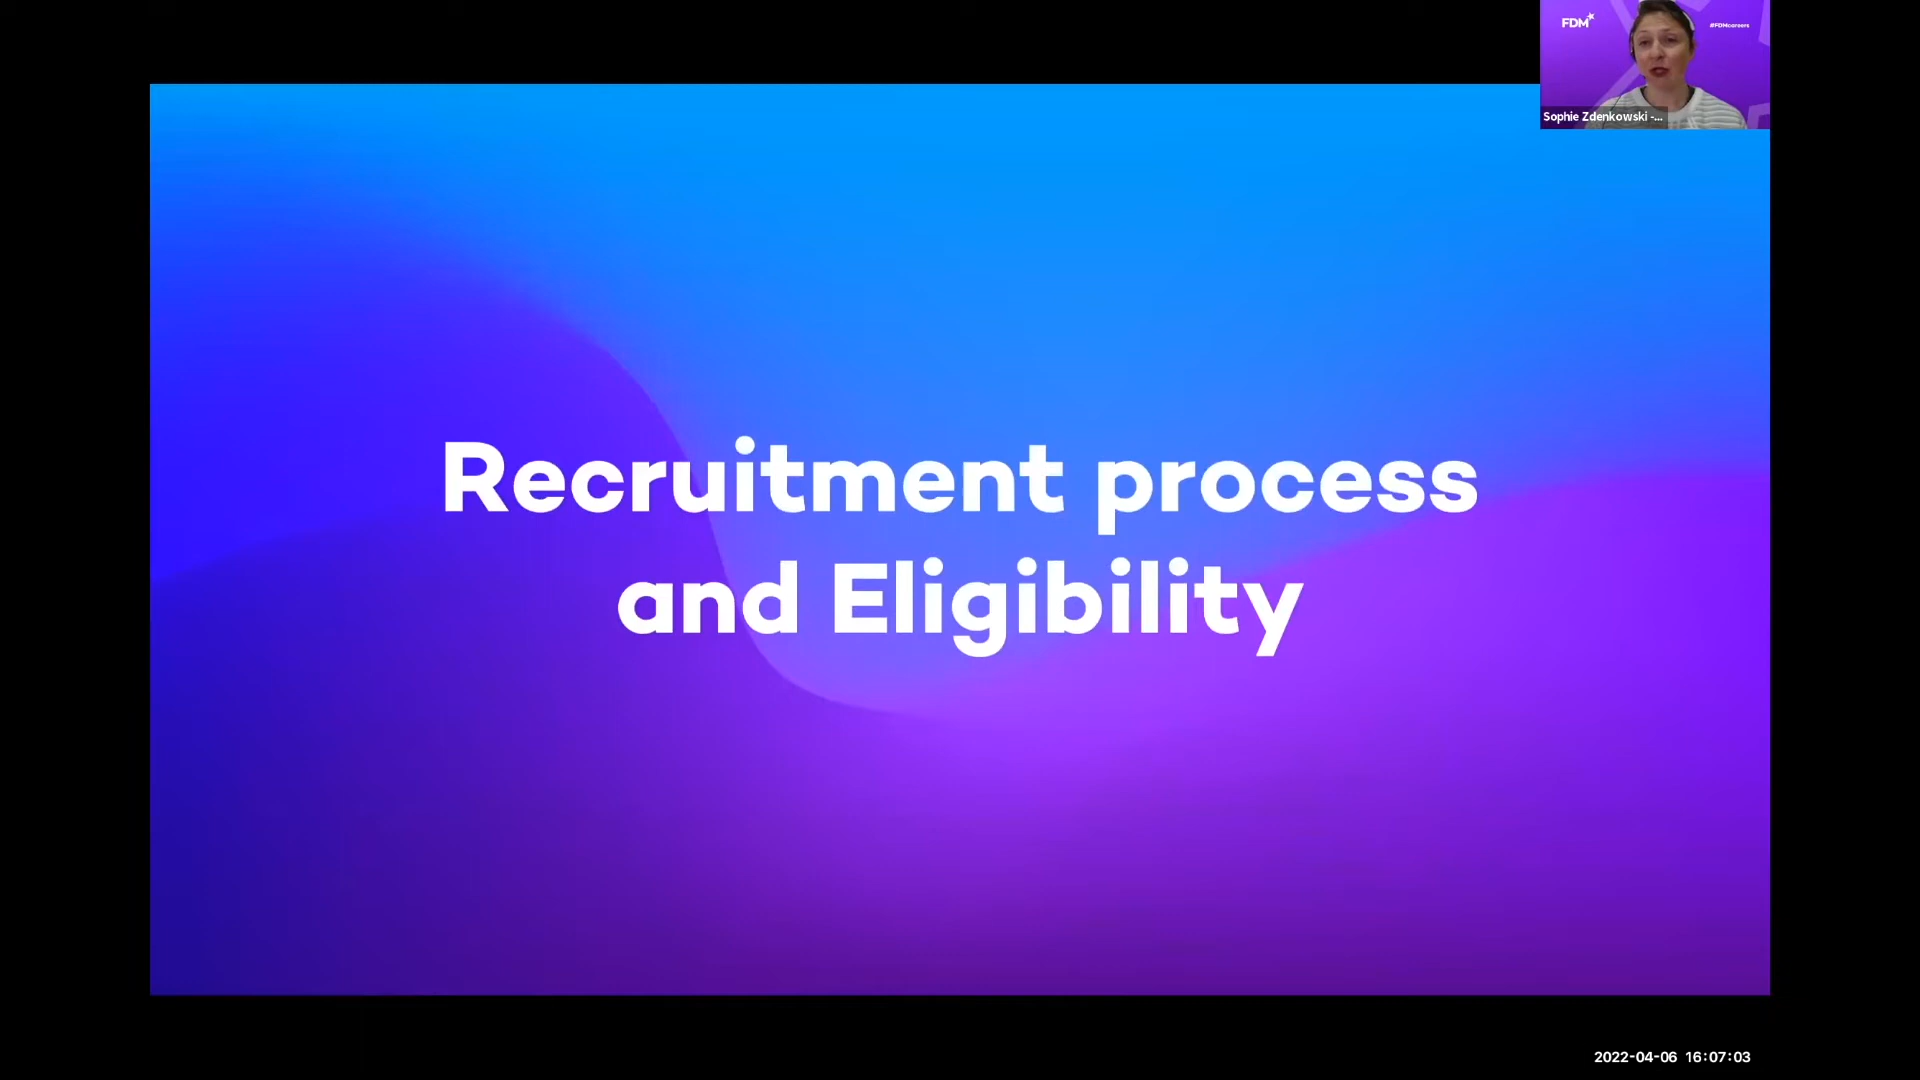 FDM
#FDMcareers
Sophie Zdenkowski -...
Recruitment process
and Eligibility
2022-04-06 16:07:03